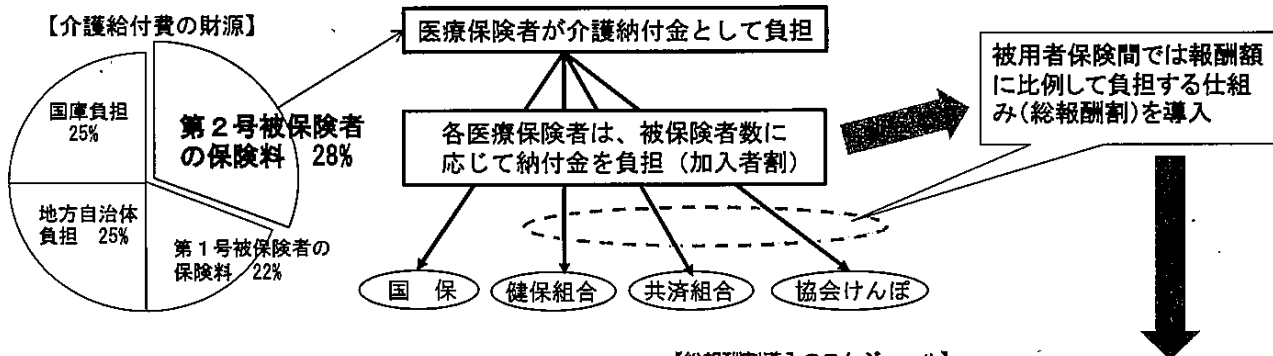 【介護給付費の財源】
国庫負担
25%
第２号被保険者
の保険料 28%
地方自治体
負担 25%
第１号被保険者の
保険料 22%
医療保険者が介護納付金として負担
各医療保険者は、被保険者数に
応じて納付金を負担（加入者割）
被用者保険間では報酬額
に比例して負担する仕組
み（総報酬割）を導入
国 保
健保組合
共済組合
協会けんぽ